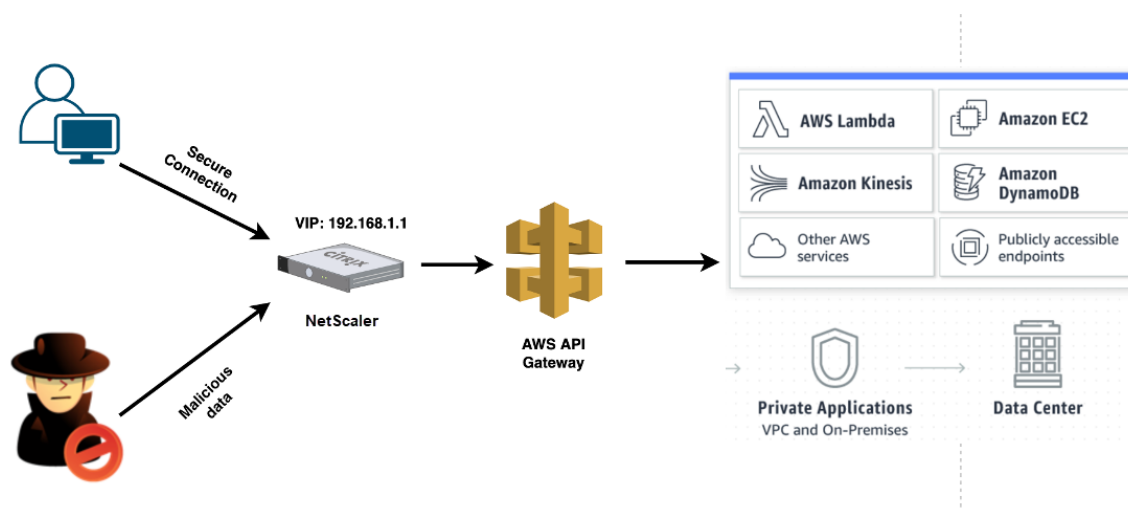 Secure
Connection
VIP: 192.168.1.1
CITRIX
NetScaler
Malicious
data
AWS API
Gateway
AWS Lambda
Amazon EC2
Amazon Kinesis
Amazon
DynamoDB
Other AWS
services
Publicly accessible
endpoints
Private Applications
VPC and On-Premises
Data Center